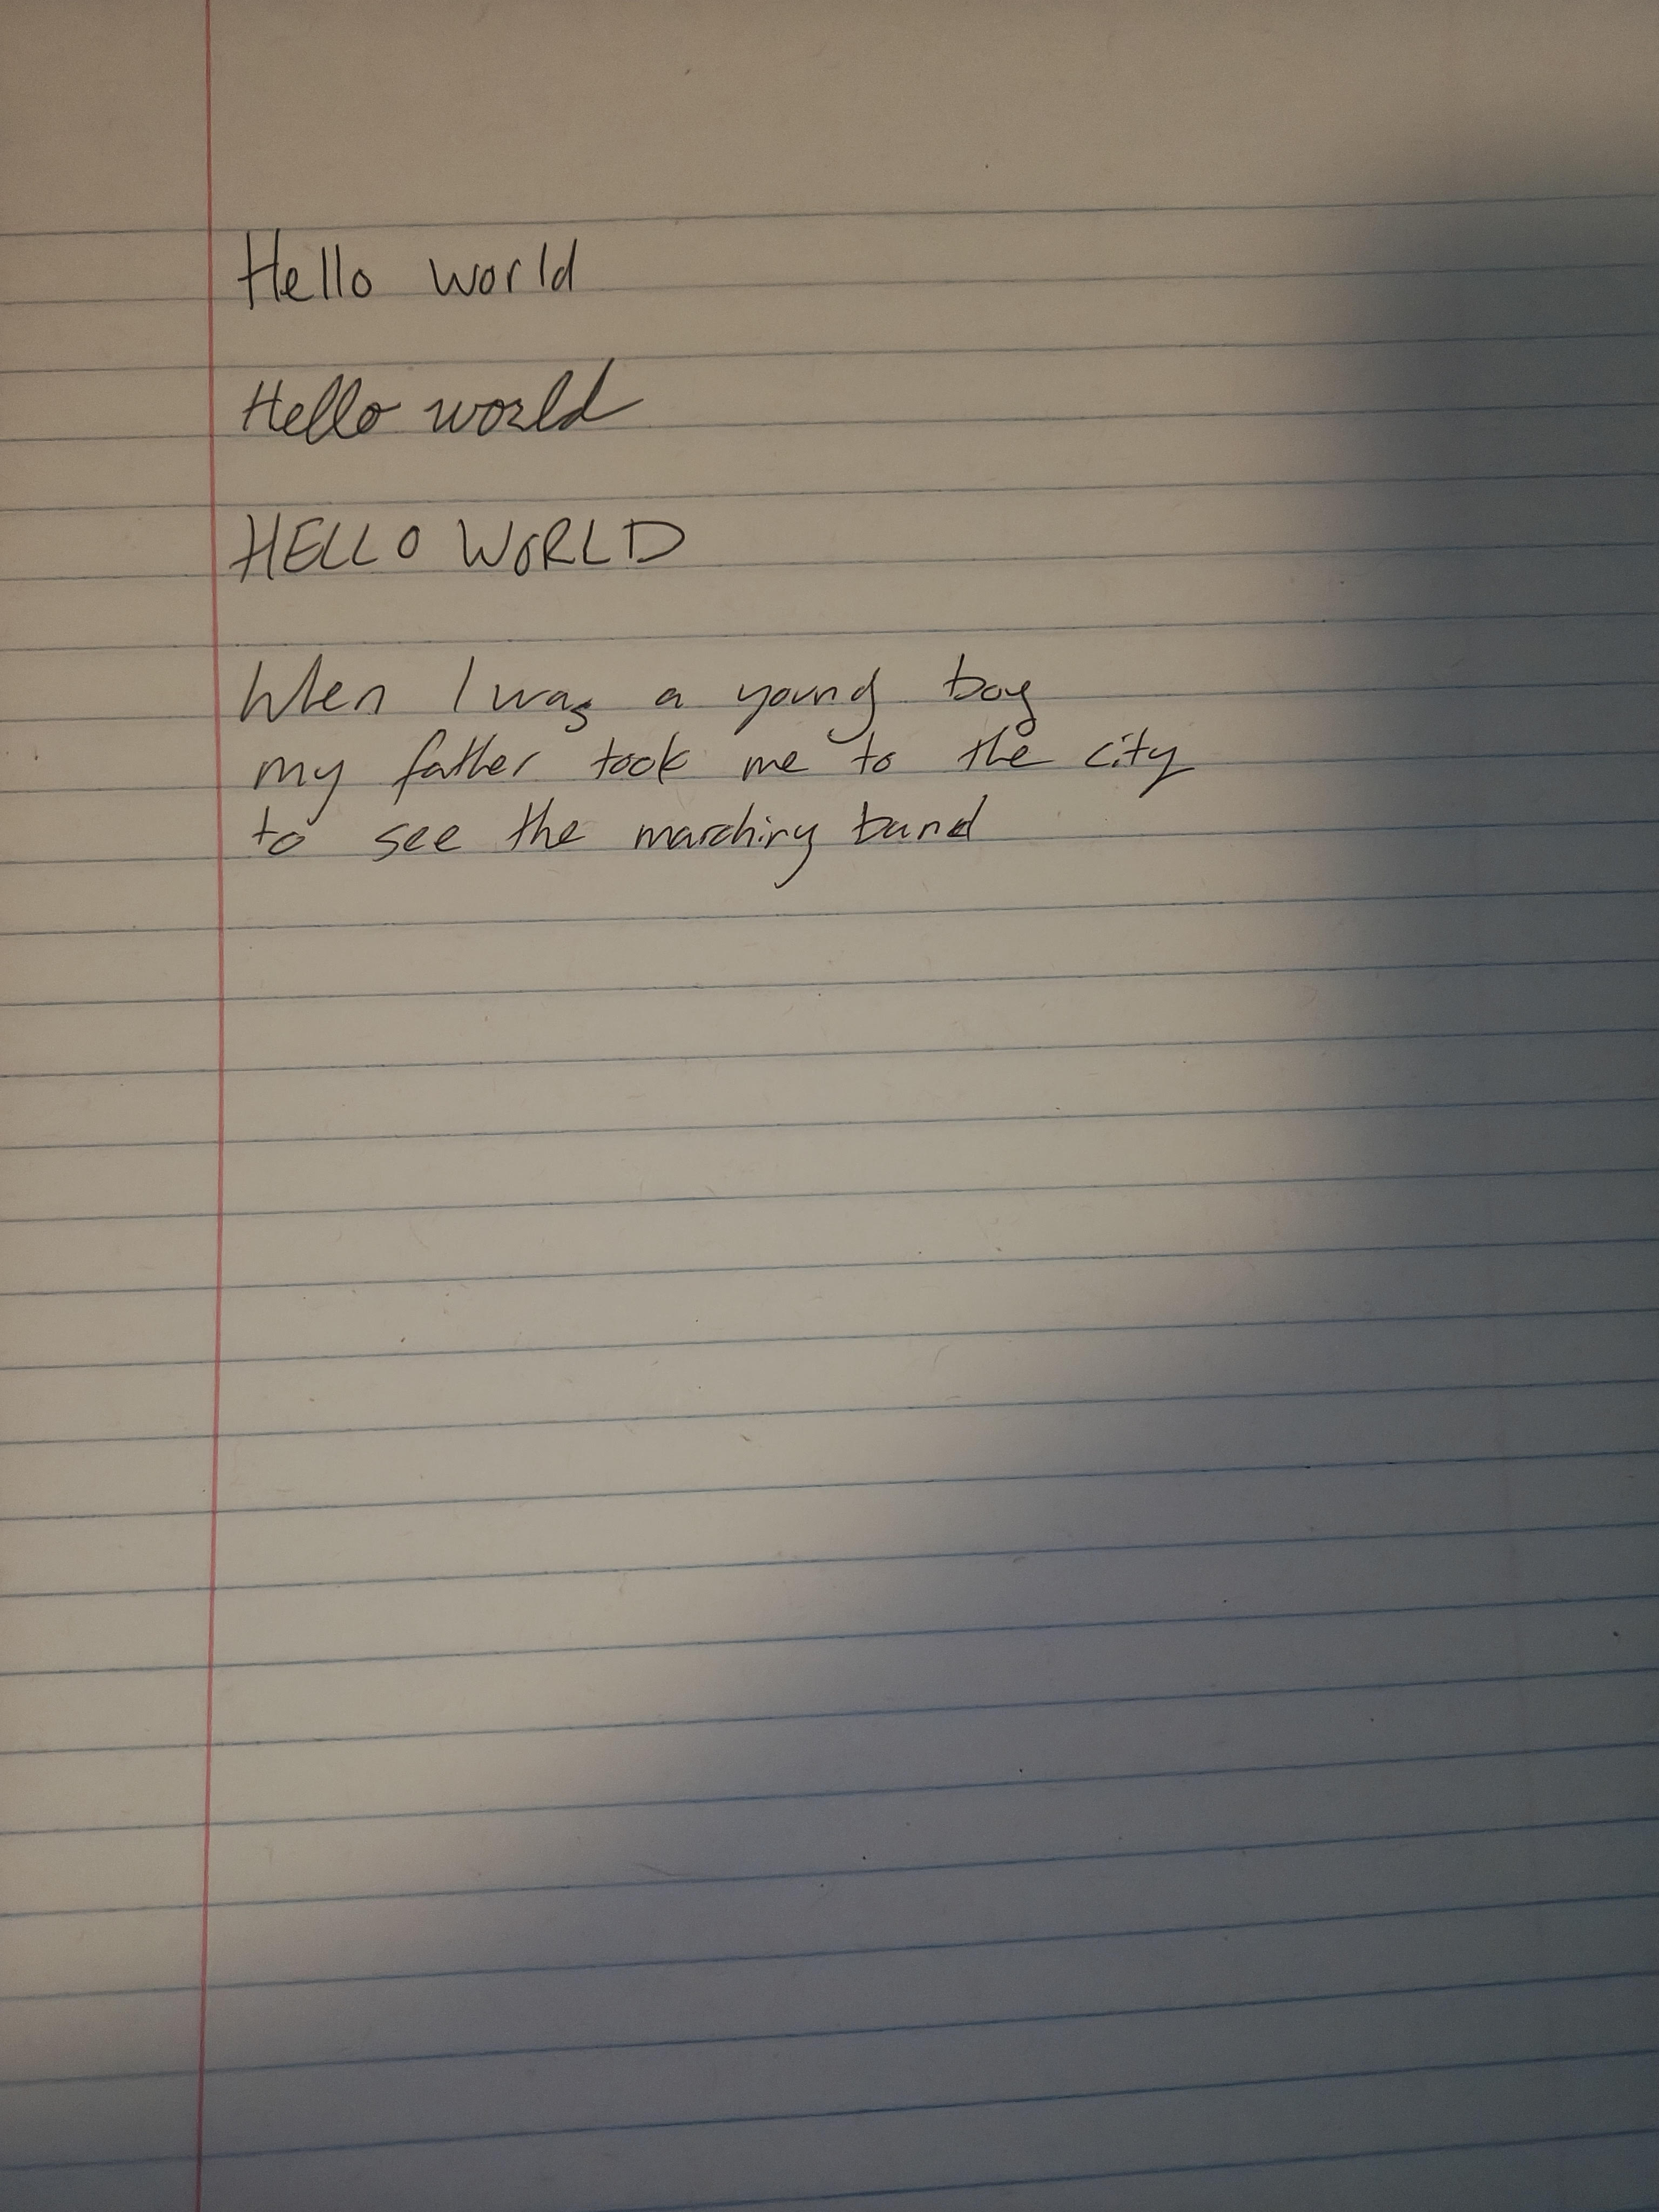 Hello world
Hello world
HELLO WORLD
When I was a young boy
my father took me to the city
to see the marching band